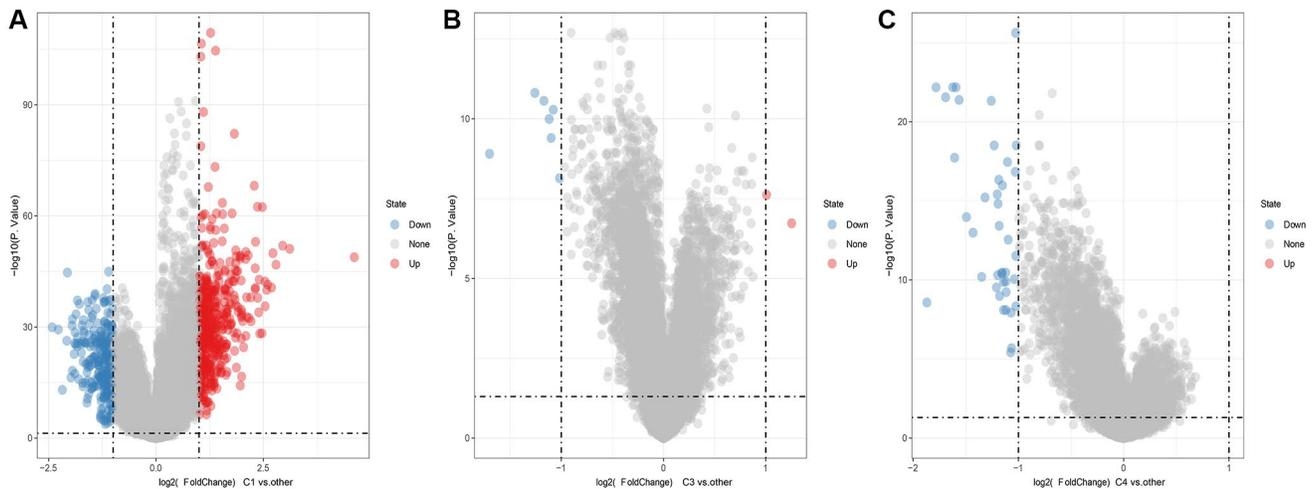 A
−log10(P. Value)
90
60
30
0
−2.5
0.0
2.5
log2( FoldChange) C1 vs.other
State
Down
None
Up
B
−log10(P. Value)
10
5
0
−1
0
1
log2( FoldChange) C3 vs.other
State
Down
None
Up
C
−log10(P. Value)
20
10
0
−2
−1
0
1
log2( FoldChange) C4 vs.other
State
Down
None
Up